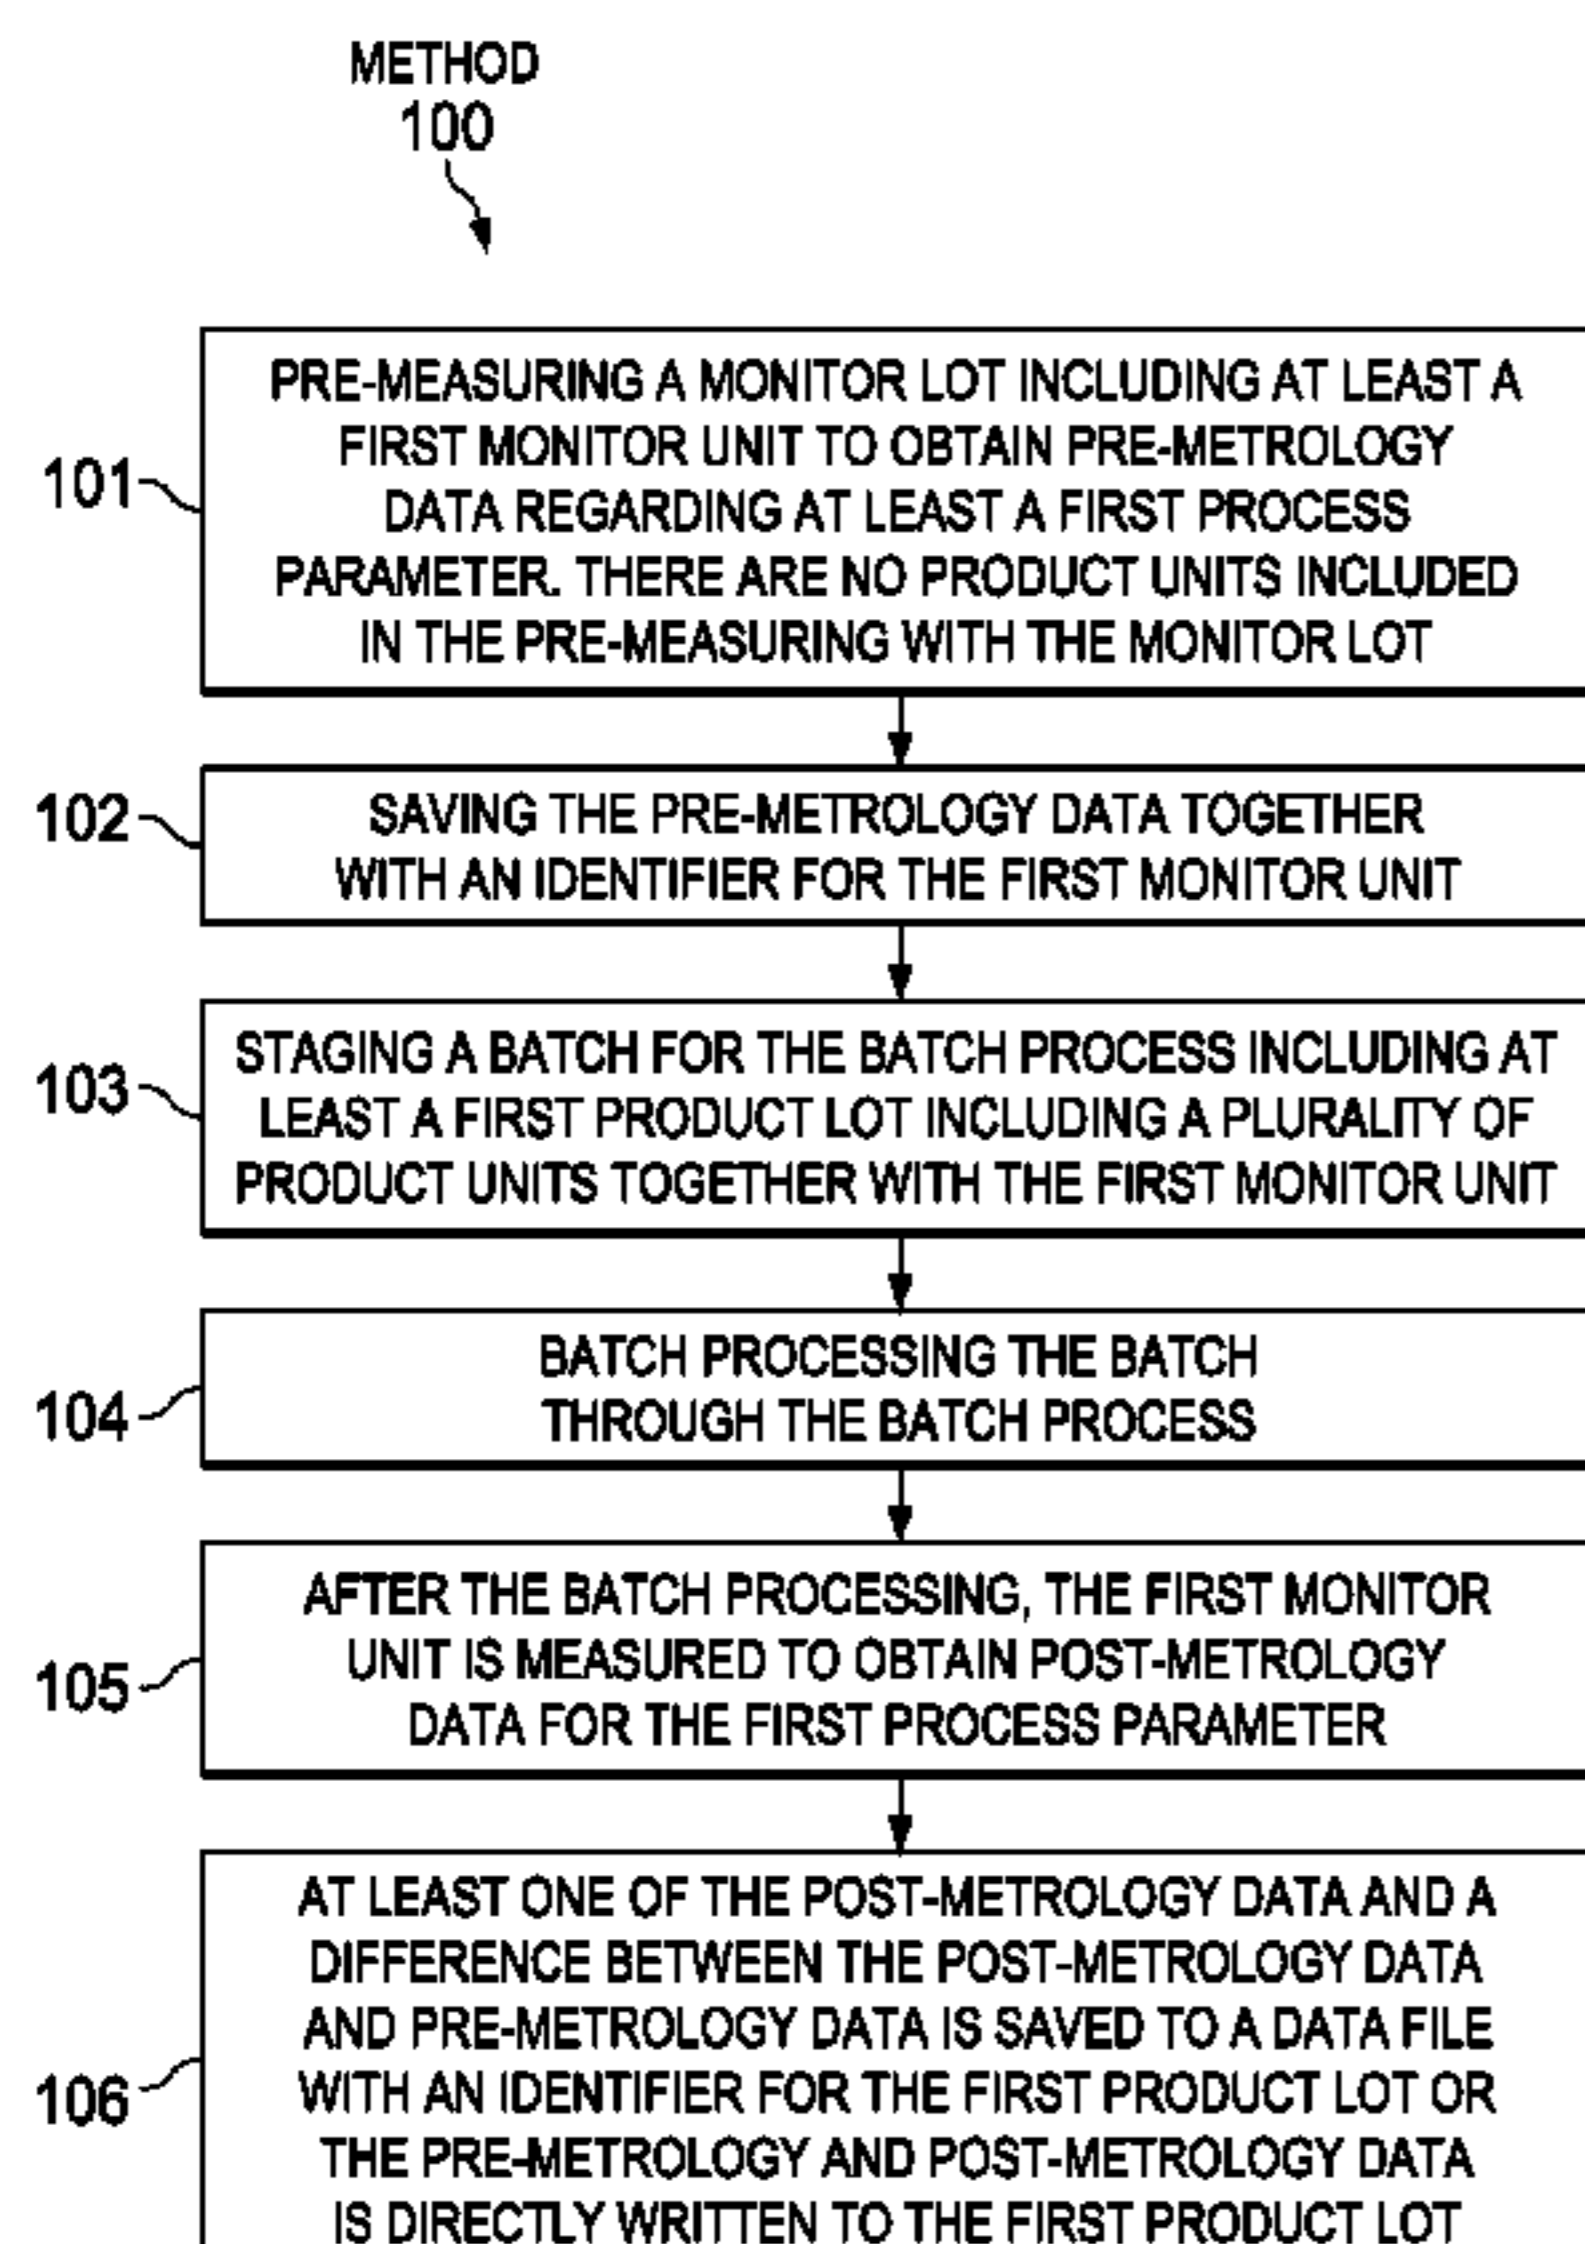 METHOD
100
101
PRE-MEASURING A MONITOR LOT INCLUDING AT LEAST A
FIRST MONITOR UNIT TO OBTAIN PRE-METROLOGY
DATA REGARDING AT LEAST A FIRST PROCESS
PARAMETER. THERE ARE NO PRODUCT UNITS INCLUDED
IN THE PRE-MEASURING WITH THE MONITOR LOT
102
SAVING THE PRE-METROLOGY DATA TOGETHER
WITH AN IDENTIFIER FOR THE FIRST MONITOR UNIT
103
STAGING A BATCH FOR THE BATCH PROCESS INCLUDING AT
LEAST A FIRST PRODUCT LOT INCLUDING A PLURALITY OF
PRODUCT UNITS TOGETHER WITH THE FIRST MONITOR UNIT
104
BATCH PROCESSING THE BATCH
THROUGH THE BATCH PROCESS
105
AFTER THE BATCH PROCESSING, THE FIRST MONITOR
UNIT IS MEASURED TO OBTAIN POST-METROLOGY
DATA FOR THE FIRST PROCESS PARAMETER
106
AT LEAST ONE OF THE POST-METROLOGY DATA AND A
DIFFERENCE BETWEEN THE POST-METROLOGY DATA
AND PRE-METROLOGY DATA IS SAVED TO A DATA FILE
WITH AN IDENTIFIER FOR THE FIRST PRODUCT LOT OR
THE PRE-METROLOGY AND POST-METROLOGY DATA
IS DIRECTLY WRITTEN TO THE FIRST PRODUCT LOT